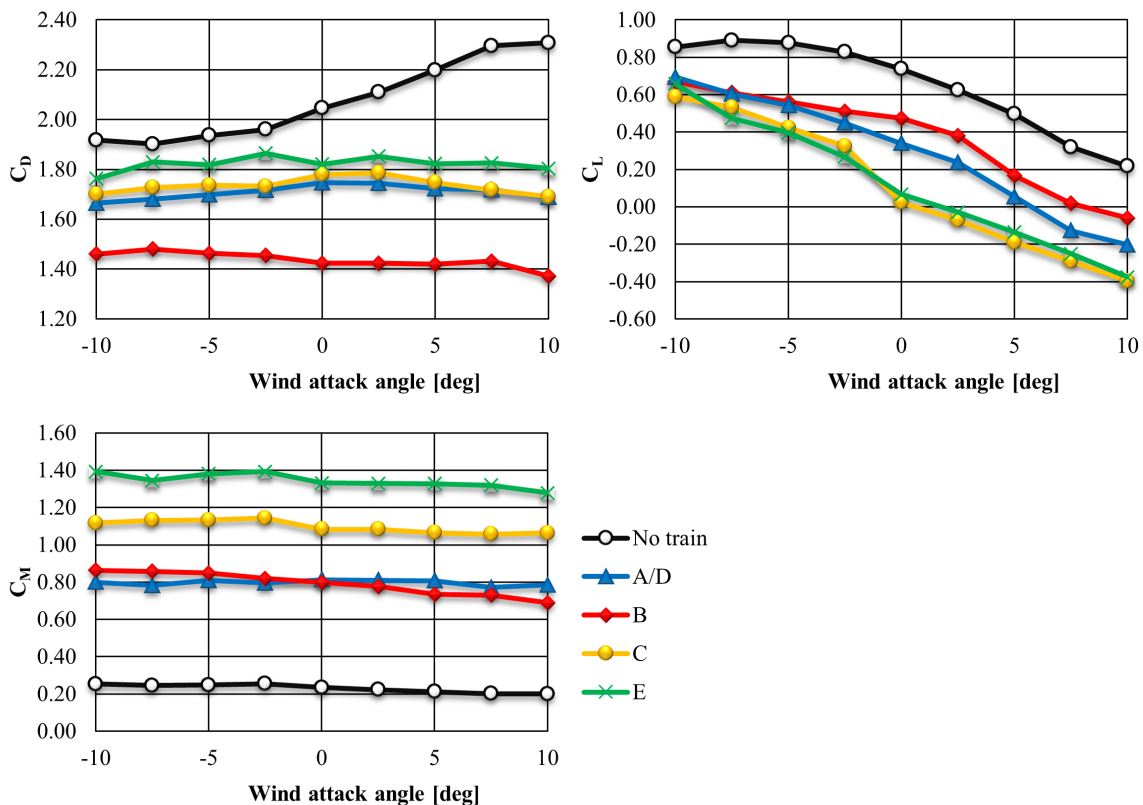 2.40
2.20
2.00
1.80
1.60
1.40
1.20
C_D
-10 -5 0 5 10
Wind attack angle [deg]
1.00
0.80
0.60
0.40
0.20
0.00
-0.20
-0.40
-0.60
C_L
-10 -5 0 5 10
Wind attack angle [deg]
1.60
1.40
1.20
1.00
0.80
0.60
0.40
0.20
0.00
C_M
-10 -5 0 5 10
Wind attack angle [deg]
No train
A/D
B
C
E